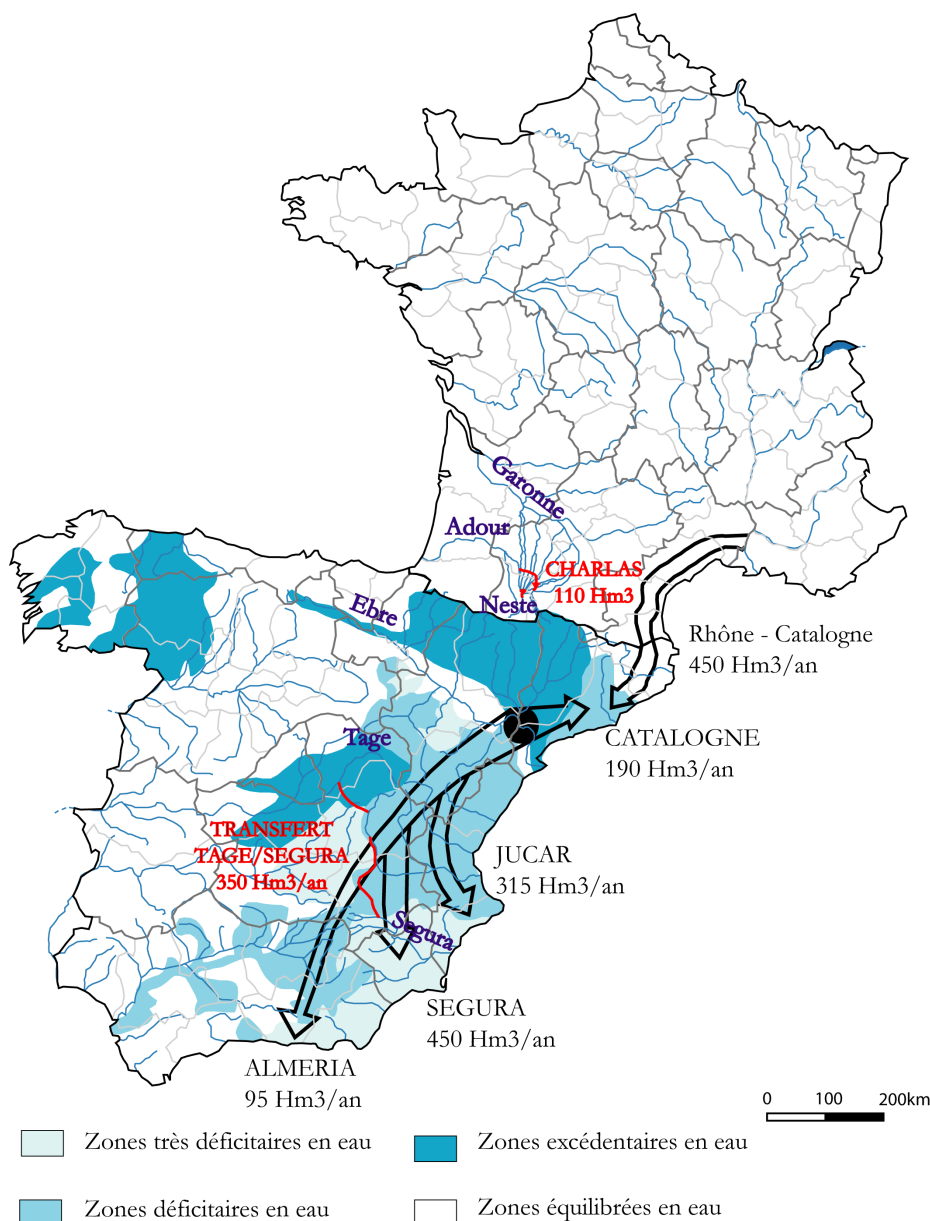 Garonne
Adour
CHARLAS
110 Hm3
Neste
Ebre
Rhône - Catalogne
450 Hm3/an
Tage
CATALOGNE
190 Hm3/an
TRANSFERT
TAGE/SEGURA
350 Hm3/an
JUCAR
315 Hm3/an
Segura
SEGURA
450 Hm3/an
ALMERIA
95 Hm3/an
0 100 200km
Zones très déficitaires en eau
Zones excédentaires en eau
Zones déficitaires en eau
Zones équilibrées en eau